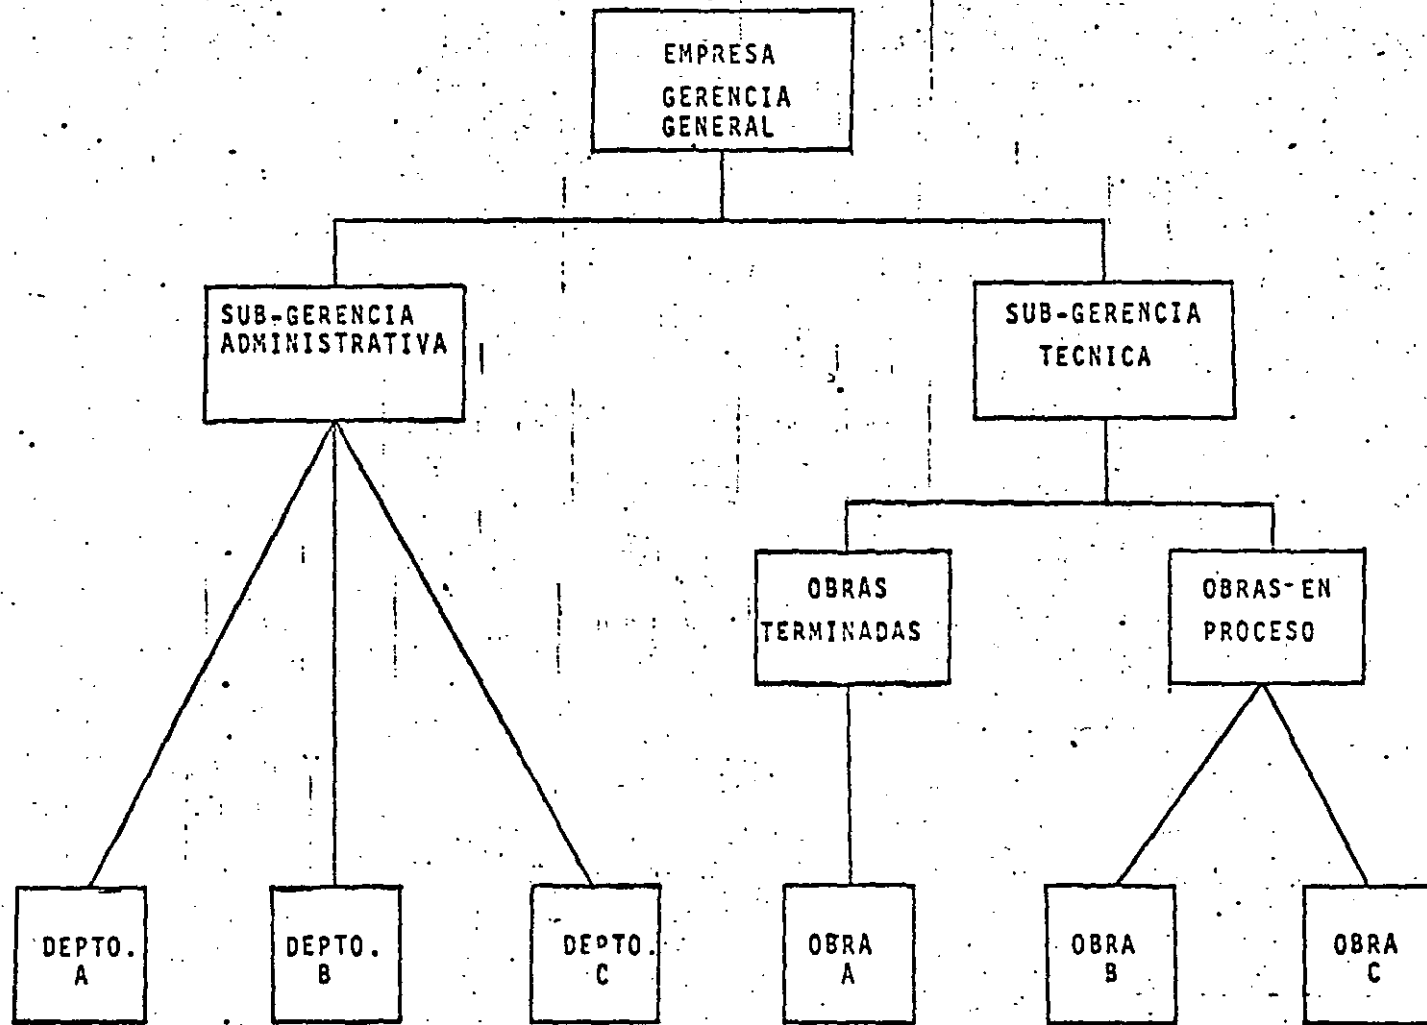 EMPRESA
GERENCIA
GENERAL
SUB-GERENCIA
ADMINISTRATIVA
SUB-GERENCIA
TECNICA
OBRAS
TERMINADAS
OBRAS-EN
PROCESO
DEPTO.
A
DEPTO.
B
DEPTO.
C
OBRA
A
OBRA
B
OBRA
C